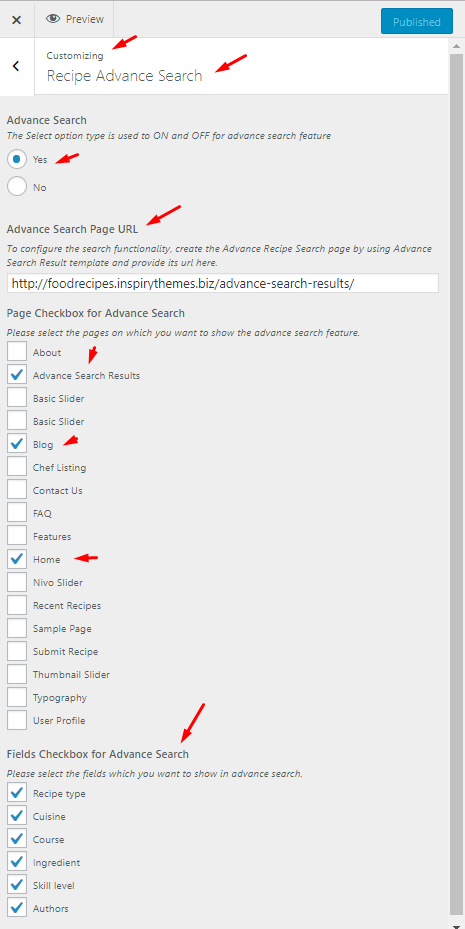 Preview
Published
Customizing
Recipe Advance Search
Advance Search
The Select option type is used to ON and OFF for advance search feature
Yes
No
Advance Search Page URL
To configure the search functionality, create the Advance Recipe Search page by using Advance
Search Result template and provide its url here.
http://foodrecipes.inspirythemes.biz/advance-search-results/
Page Checkbox for Advance Search
Please select the pages on which you want to show the advance search feature.
About
Advance Search Results
Basic Slider
Basic Slider
Blog
Chef Listing
Contact Us
FAQ
Features
Home
Nivo Slider
Recent Recipes
Sample Page
Submit Recipe
Thumbnail Slider
Typography
User Profile
Fields Checkbox for Advance Search
Please select the fields which you want to show in advance search.
Recipe type
Cuisine
Course
Ingredient
Skill level
Authors